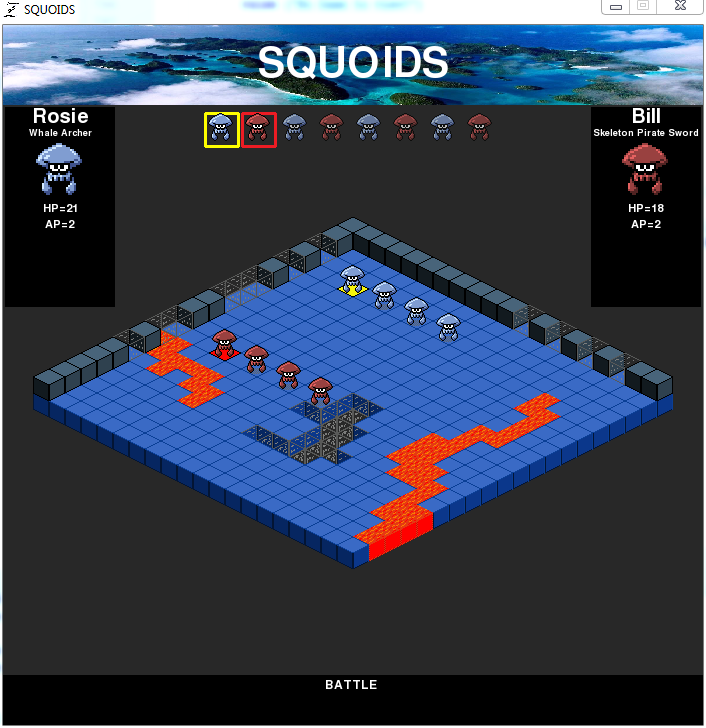 SQUOIDS
SQUOIDS
Rosie
Whale Archer
HP=21
AP=2
Bill
Skeleton Pirate Sword
HP=18
AP=2
BATTLE